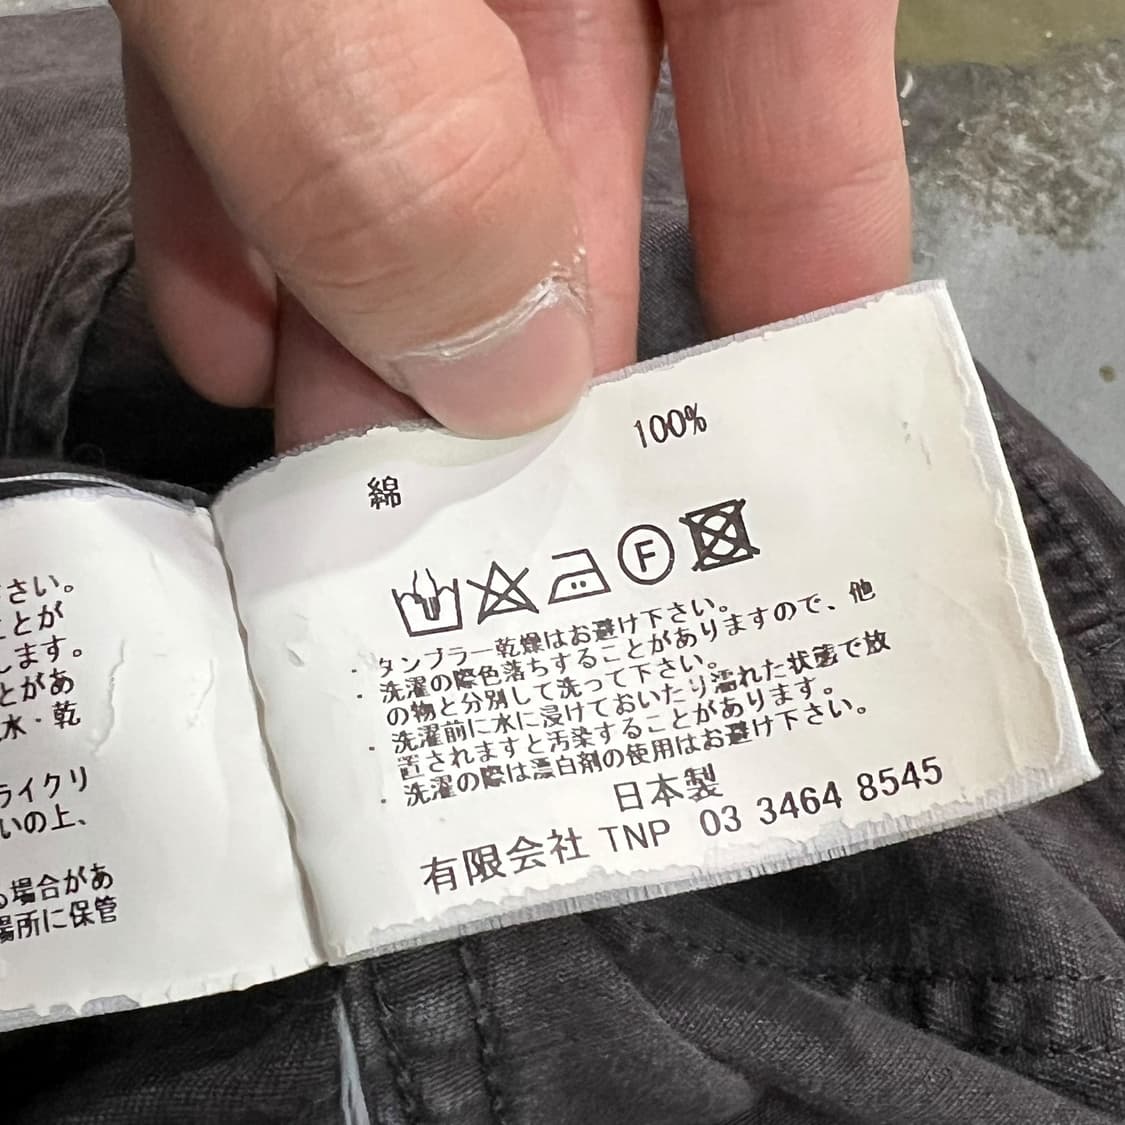 さい。
ことが
します。
とがあ
水・乾
ライクリ
いの上、
る場合があ
場所に保管
綿 100%
F
・タンブラー乾燥はお避け下さい。
・洗濯の際色落ちすることがありますので、他
の物と分別して洗って下さい。
・洗濯前に水に浸けておいたり濡れた状態で放
置されますと汚染することがあります。
・洗濯の際は漂白剤の使用はお避け下さい。
日本製
有限会社 TNP 03 3464 8545